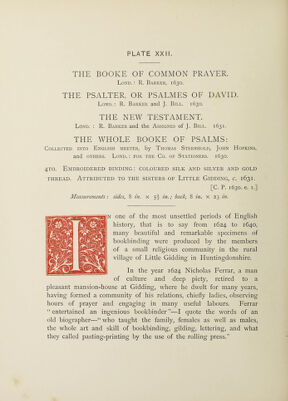 PLATE XXII.
THE BOOKE OF COMMON PRAYER.
LOND.: R. BARKER, 1630.
THE PSALTER, OR PSALMES OF DAVID.
LOND.: R. BARKER AND J. BILL. 1630.
THE NEW TESTAMENT.
LOND. : R. BARKER AND THE ASSIGNES OF J. BILL. 1631.
THE WHOLE BOOKE OF PSALMS:
COLLECTED INTO ENGLISH MEETER, BY THOMAS STERNHOLD, JOHN HOPKINS,
AND OTHERS. LOND.: FOR THE CO. OF STATIONERS. 1630.
4TO. EMBROIDERED BINDING: COLOURED SILK AND SILVER AND GOLD
THREAD. ATTRIBUTED TO THE SISTERS OF LITTLE GIDDING, c. 1631.
[C. P. 1630. e. 1.]
Measurements: sides, 8 in. × 5½ in.; back, 8 in. × 2½ in.
IN one of the most unsettled periods of English
history, that is to say from 1624 to 1640,
many beautiful and remarkable specimens of
bookbinding were produced by the members
of a small religious community in the rural
village of Little Gidding in Huntingdonshire.
In the year 1624 Nicholas Ferrar, a man
of culture and deep piety, retired to a
pleasant mansion-house at Gidding, where he dwelt for many years,
having formed a community of his relations, chiefly ladies, observing
hours of prayer and engaging in many useful labours. Ferrar
"entertained an ingenious bookbinder"—I quote the words of an
old biographer—"who taught the family, females as well as males,
the whole art and skill of bookbinding, gilding, lettering, and what
they called pasting-printing by the use of the rolling press."